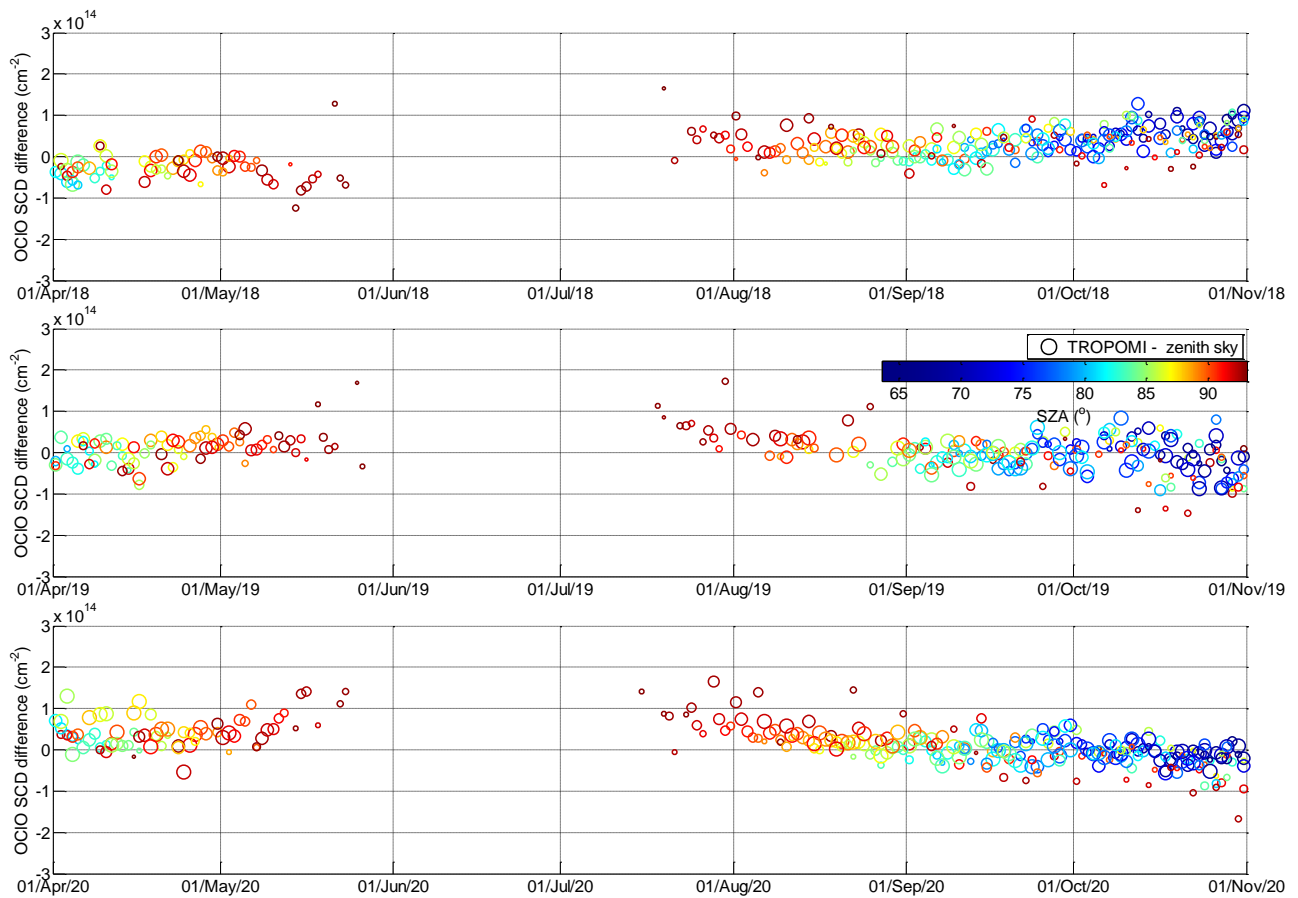 x 10^14
3
2
1
0
-1
-2
-3
OClO SCD difference (cm^-2)
01/Apr/18 01/May/18 01/Jun/18 01/Jul/18 01/Aug/18 01/Sep/18 01/Oct/18 01/Nov/18
x 10^14
3
2
1
0
-1
-2
-3
OClO SCD difference (cm^-2)
TROPOMI - zenith sky
65 70 75 80 85 90
SZA (°)
01/Apr/19 01/May/19 01/Jun/19 01/Jul/19 01/Aug/19 01/Sep/19 01/Oct/19 01/Nov/19
x 10^14
3
2
1
0
-1
-2
-3
OClO SCD difference (cm^-2)
01/Apr/20 01/May/20 01/Jun/20 01/Jul/20 01/Aug/20 01/Sep/20 01/Oct/20 01/Nov/20